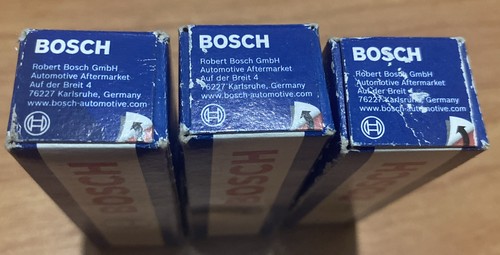 BOSCH
Robert Bosch GmbH
Automotive Aftermarket
Auf der Breit 4
76227 Karlsruhe, Germany
www.bosch-automotive.com
BOSCH
BOSCH
Robert Bosch GmbH
Automotive Aftermarket
Auf der Breit 4
76227 Karlsruhe, Germany
www.bosch-automotive.com
BOSCH
BOSCH
Robert Bosch GmbH
Automotive Aftermarket
Auf der Breit 4
76227 Karlsruhe, Germany
www.bosch-automotive.com